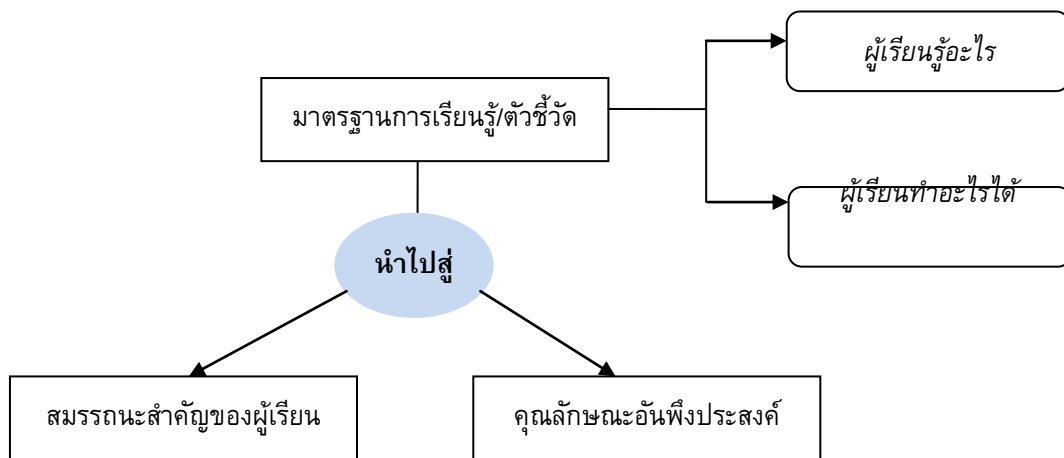 ผู้เรียนรู้อะไร
มาตรฐานการเรียนรู้/ตัวชี้วัด
ผู้เรียนทำอะไรได้
นำไปสู่
สมรรถนะสำคัญของผู้เรียน
คุณลักษณะอันพึงประสงค์